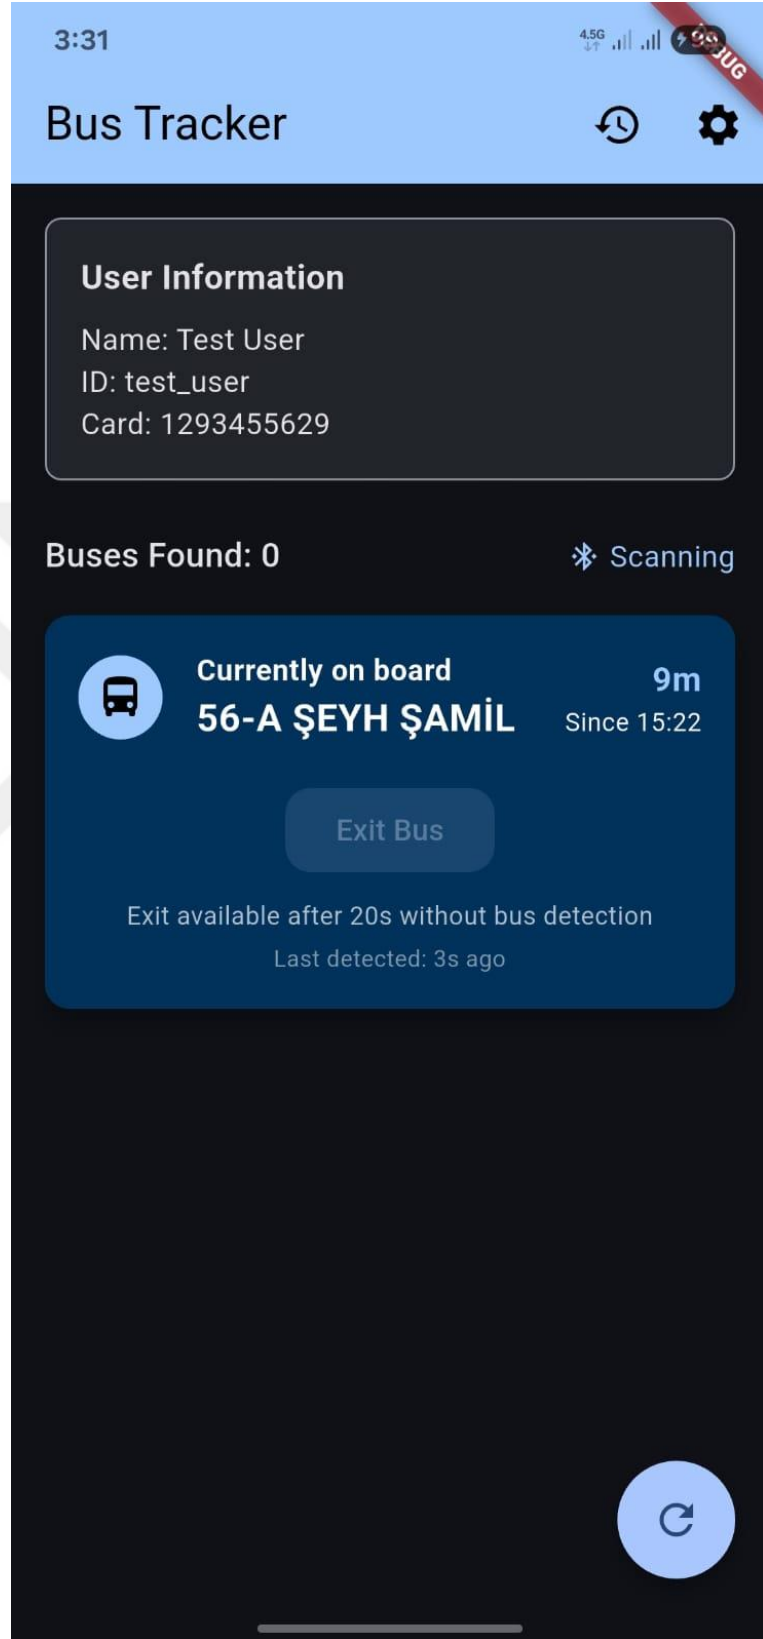 3:31
4.5G
Bus Tracker
User Information
Name: Test User
ID: test_user
Card: 1293455629
Buses Found: 0
Scanning
Currently on board
56-A ŞEYH ŞAMİL
9m
Since 15:22
Exit Bus
Exit available after 20s without bus detection
Last detected: 3s ago